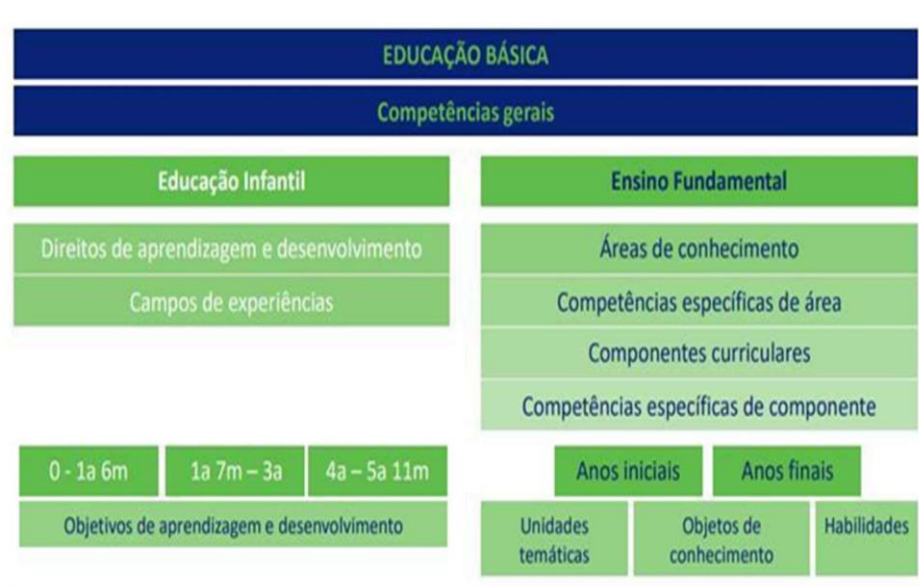 EDUCAÇÃO BÁSICA
Competências gerais
Educação Infantil
Direitos de aprendizagem e desenvolvimento
Campos de experiências
0 - 1a 6m
1a 7m – 3a
4a – 5a 11m
Objetivos de aprendizagem e desenvolvimento
Ensino Fundamental
Áreas de conhecimento
Competências específicas de área
Componentes curriculares
Competências específicas de componente
Anos iniciais
Anos finais
Unidades
temáticas
Objetos de
conhecimento
Habilidades